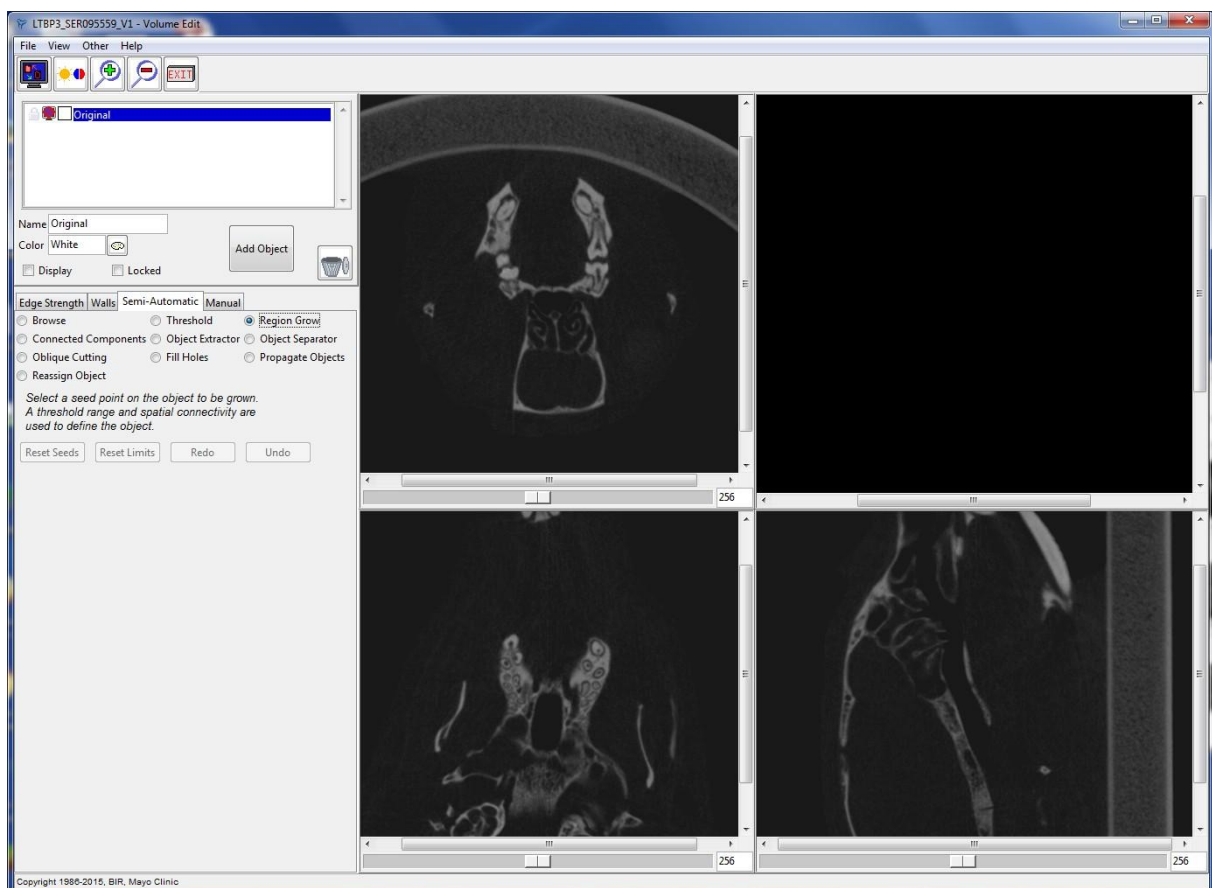 LTBP3_SER095559_V1 - Volume Edit
File View Other Help
EXIT
Original
Name Original
Color White
Add Object
Display Locked
Edge Strength Walls Semi-Automatic Manual
Browse Threshold Region Grow
Connected Components Object Extractor Object Separator
Oblique Cutting Fill Holes Propagate Objects
Reassign Object
Select a seed point on the object to be grown.
A threshold range and spatial connectivity are
used to define the object.
Reset Seeds Reset Limits Redo Undo
256
256
256
Copyright 1986-2015, BIR, Mayo Clinic